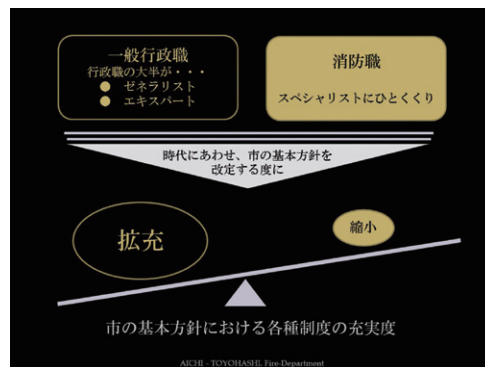 一般行政職
行政職の大半が・・・
● ゼネラリスト
● エキスパート
消防職
スペシャリストにひとくくり
時代にあわせ、市の基本方針を
改定する度に
拡充
縮小
市の基本方針における各種制度の充実度
AICHI - TOYOHASHI. Fire-Department